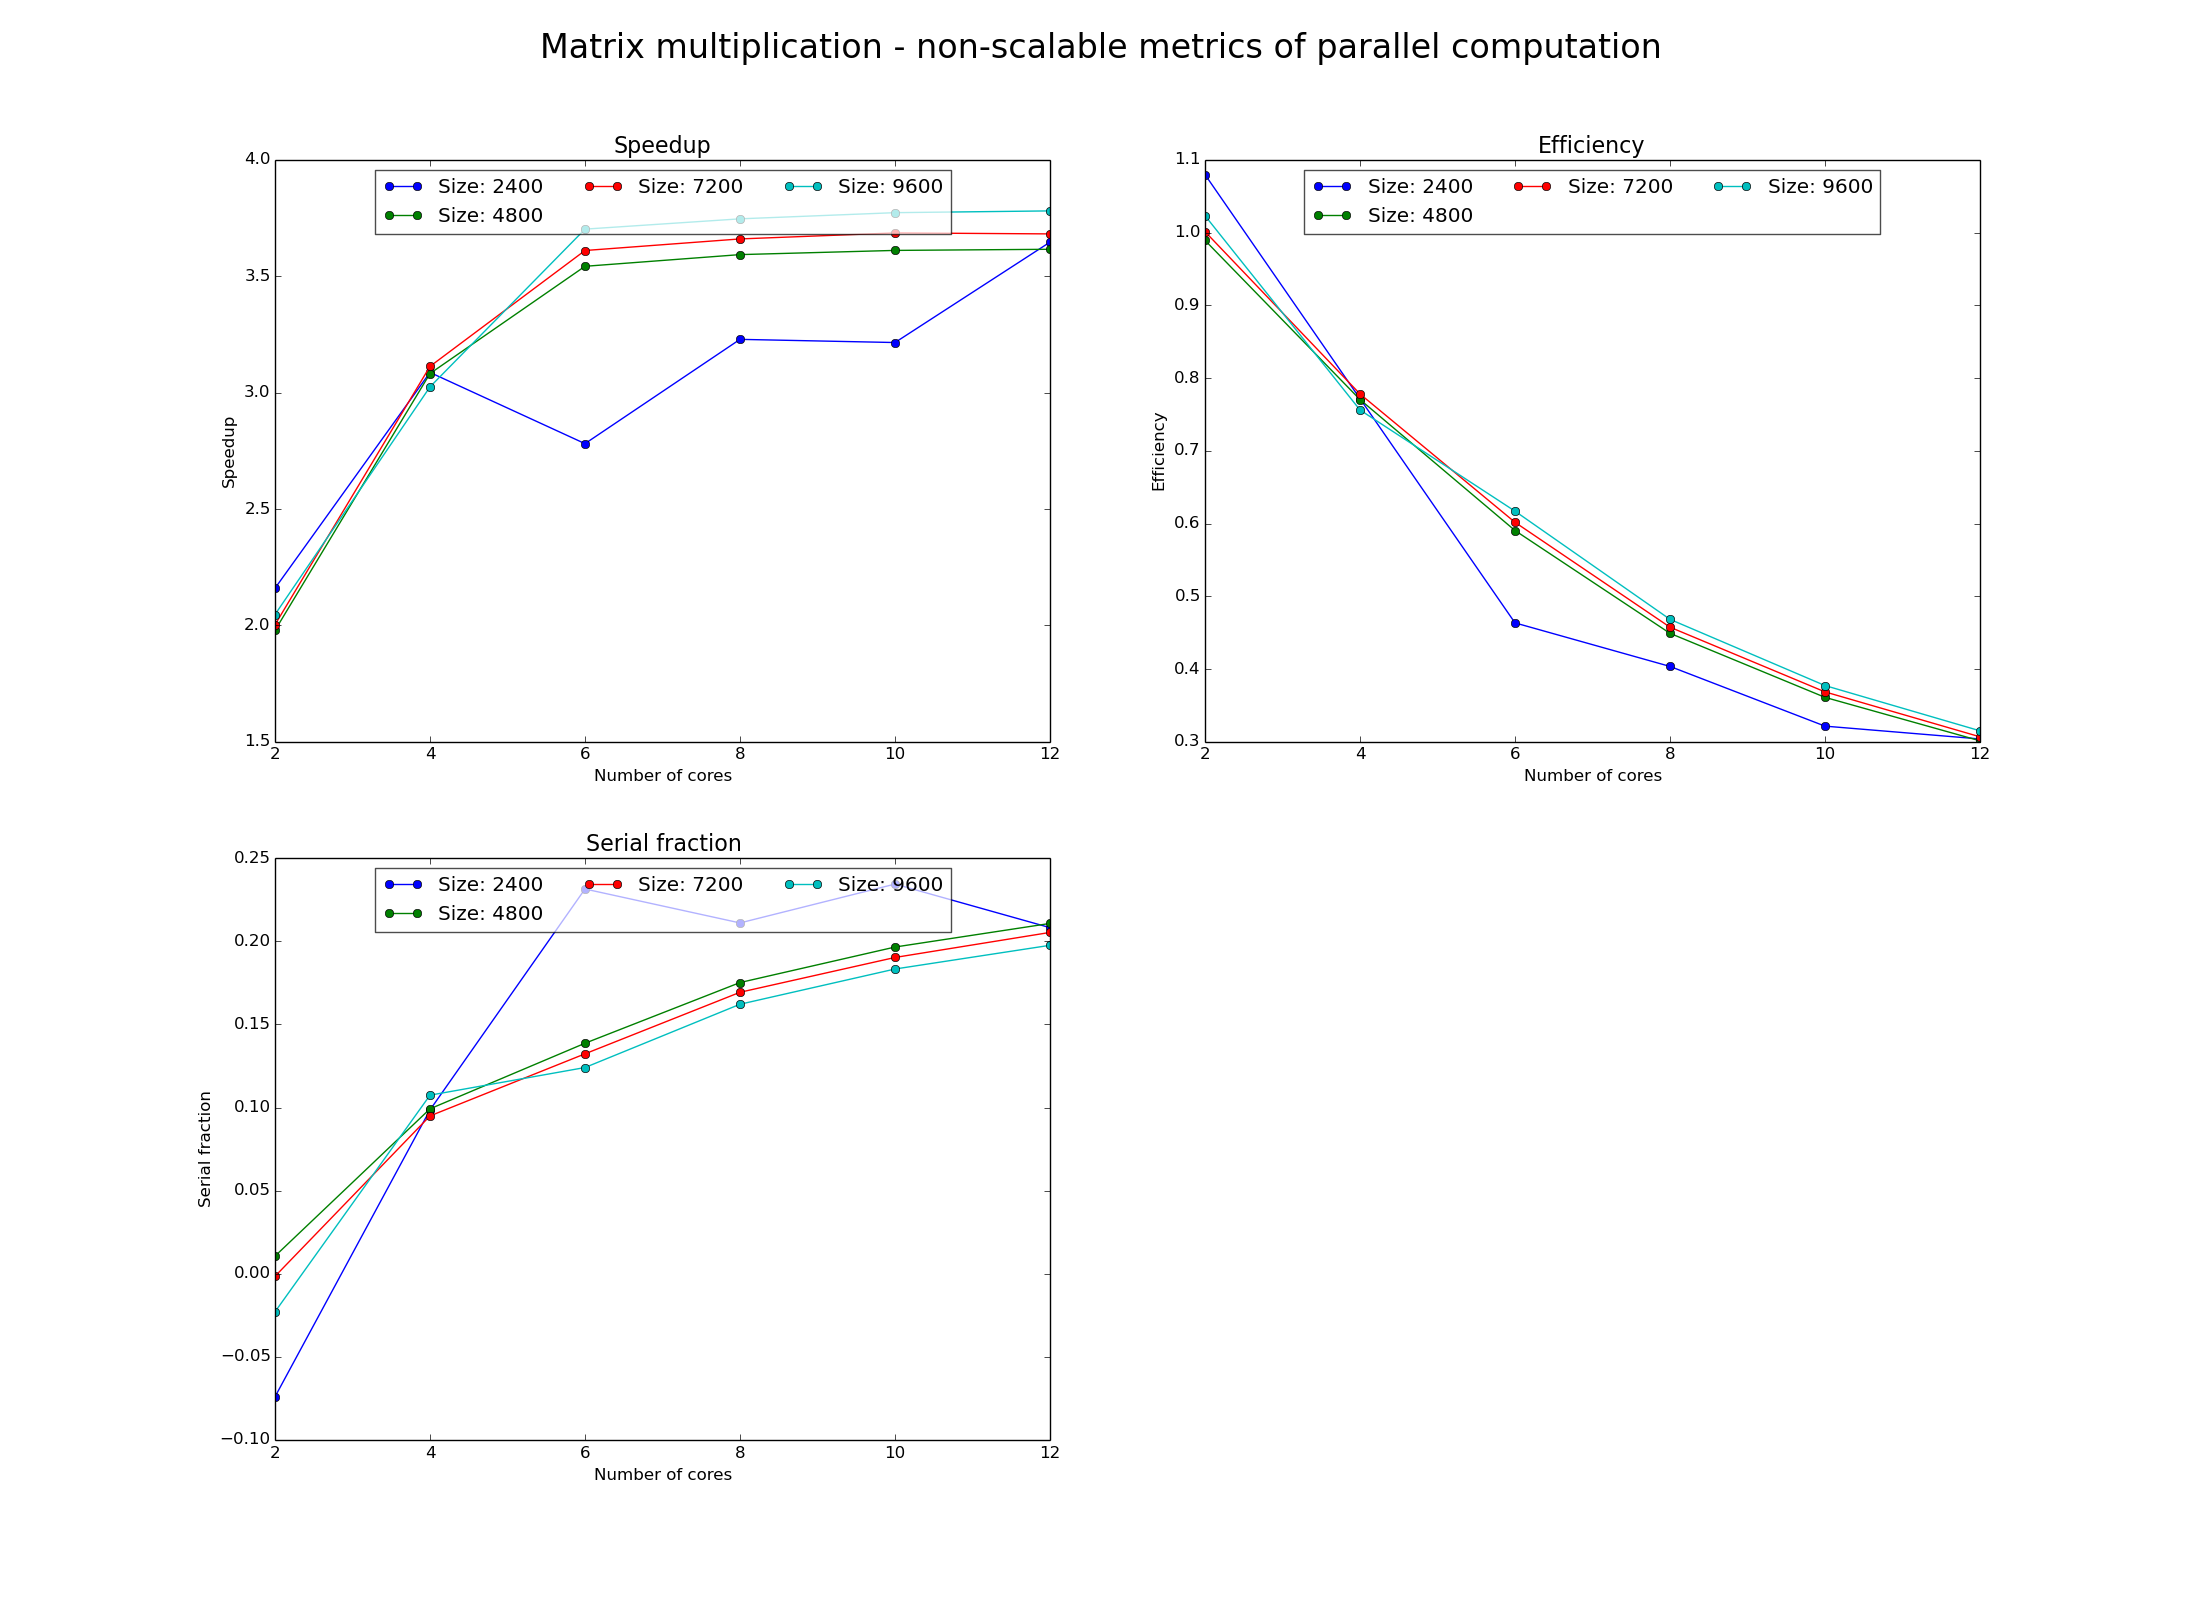 Matrix multiplication - non-scalable metrics of parallel computation
Speedup
4.0
3.5
3.0
2.5
2.0
1.5
Speedup
Size: 2400 Size: 7200 Size: 9600
Size: 4800
2 4 6 8 10 12
Number of cores
Efficiency
1.1
1.0
0.9
0.8
0.7
0.6
0.5
0.4
0.3
Efficiency
Size: 2400 Size: 7200 Size: 9600
Size: 4800
2 4 6 8 10 12
Number of cores
Serial fraction
0.25
0.20
0.15
0.10
0.05
0.00
−0.05
−0.10
Serial fraction
Size: 2400 Size: 7200 Size: 9600
Size: 4800
2 4 6 8 10 12
Number of cores